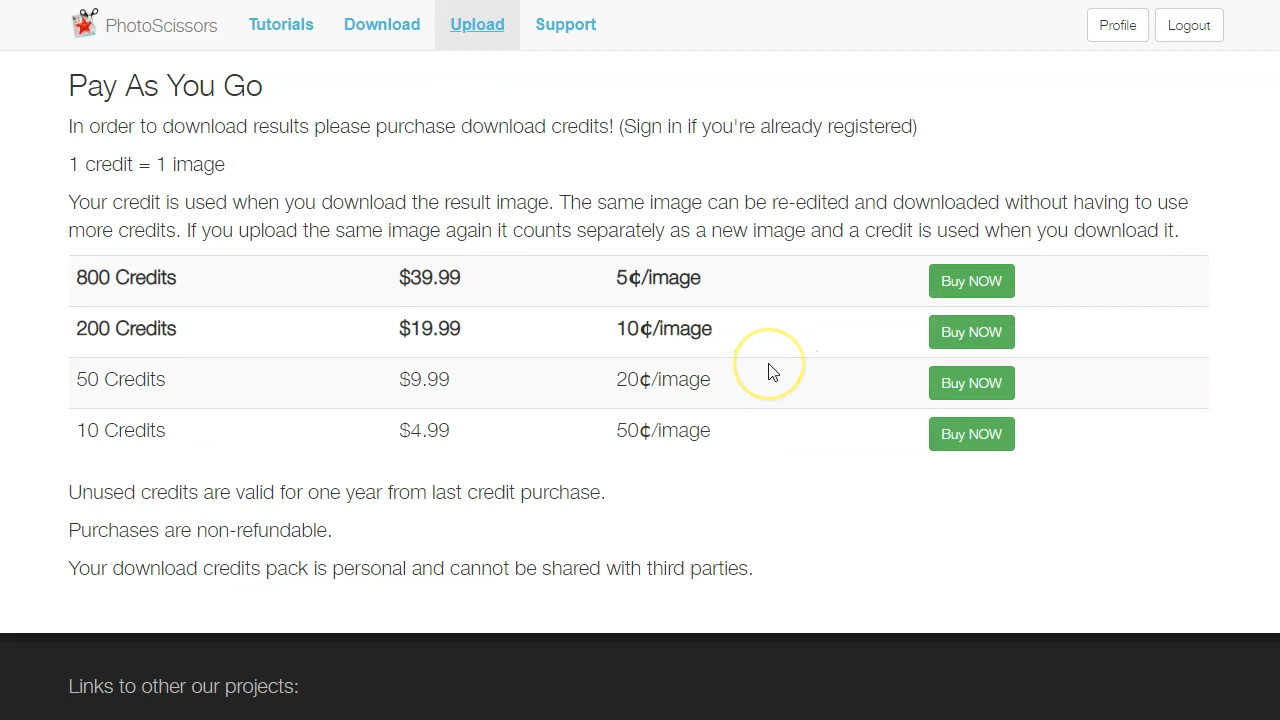 PhotoScissors Tutorials Download Upload Support Profile Logout
Pay As You Go
In order to download results please purchase download credits! (Sign in if you're already registered)
1 credit = 1 image
Your credit is used when you download the result image. The same image can be re-edited and downloaded without having to use
more credits. If you upload the same image again it counts separately as a new image and a credit is used when you download it.
800 Credits $39.99 5¢/image Buy NOW
200 Credits $19.99 10¢/image Buy NOW
50 Credits $9.99 20¢/image Buy NOW
10 Credits $4.99 50¢/image Buy NOW
Unused credits are valid for one year from last credit purchase.
Purchases are non-refundable.
Your download credits pack is personal and cannot be shared with third parties.
Links to other our projects: